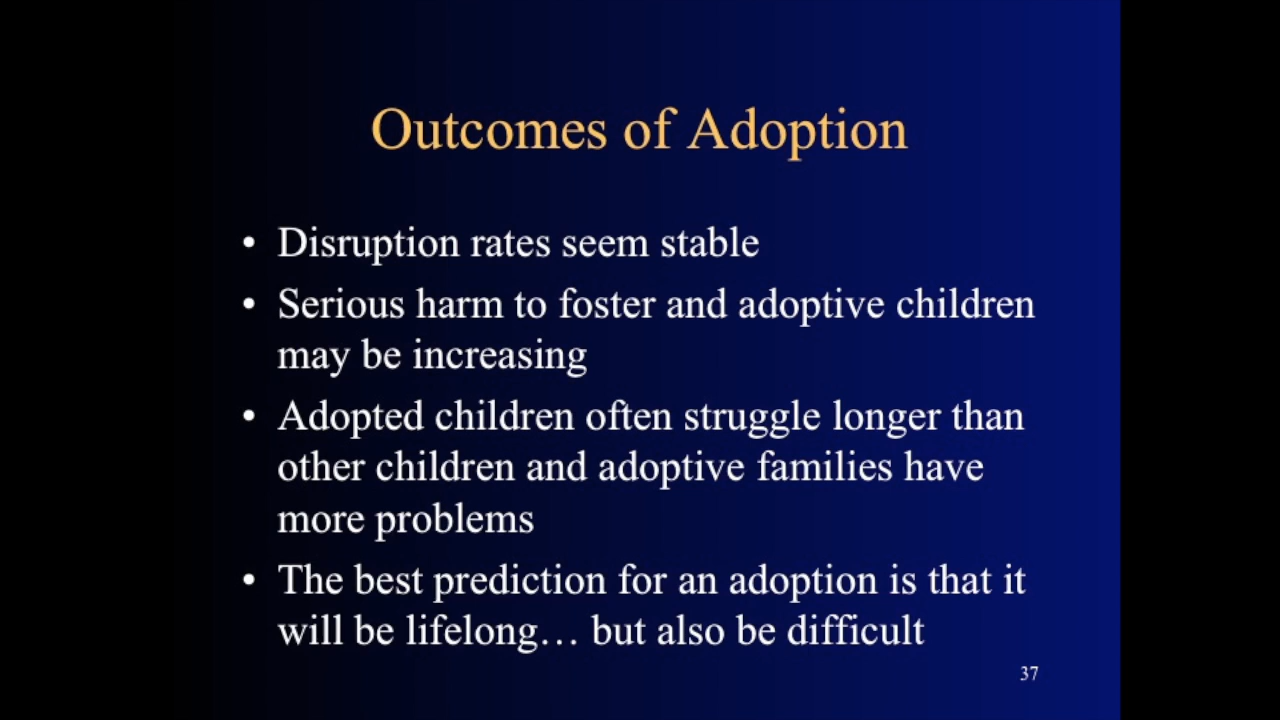 Outcomes of Adoption
• Disruption rates seem stable
• Serious harm to foster and adoptive children
may be increasing
• Adopted children often struggle longer than
other children and adoptive families have
more problems
• The best prediction for an adoption is that it
will be lifelong… but also be difficult
37